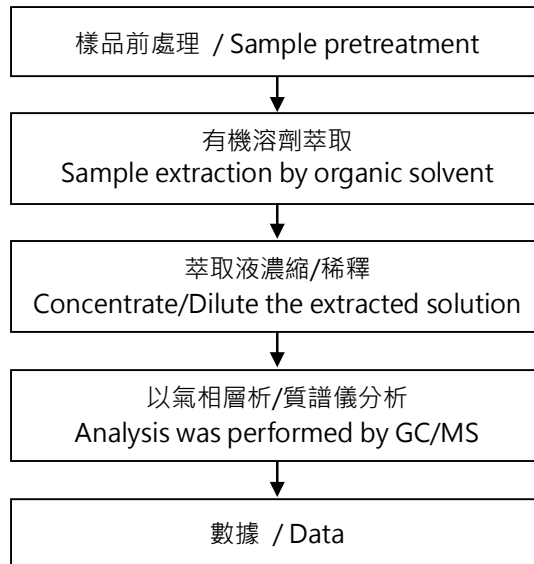 樣品前處理 / Sample pretreatment
有機溶劑萃取
Sample extraction by organic solvent
萃取液濃縮/稀釋
Concentrate/Dilute the extracted solution
以氣相層析/質譜儀分析
Analysis was performed by GC/MS
數據 / Data